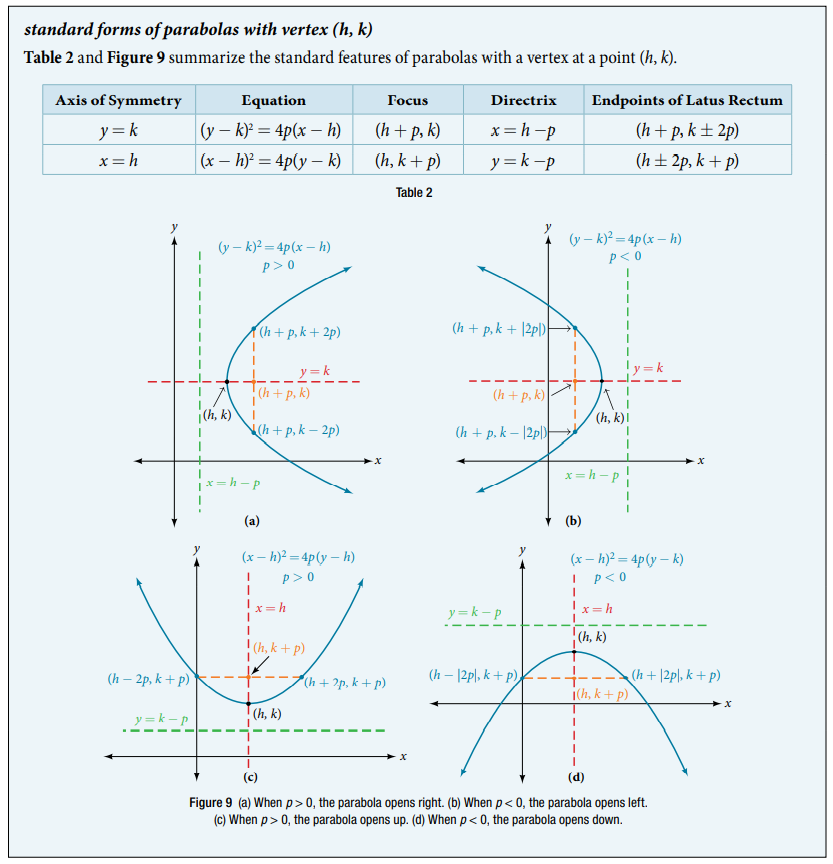 standard forms of parabolas with vertex (h, k)
Table 2 and Figure 9 summarize the standard features of parabolas with a vertex at a point (h, k).
Axis of Symmetry Equation Focus Directrix Endpoints of Latus Rectum
y = k (y − k)² = 4p(x − h) (h + p, k) x = h −p (h + p, k ± 2p)
x = h (x − h)² = 4p(y − k) (h, k + p) y = k −p (h ± 2p, k + p)
Table 2
y
(y − k)² = 4p(x − h)
p > 0
(h + p, k + 2p)
y = k
(h + p, k)
(h, k)
(h + p, k − 2p)
x
x = h − p
(a)
y
(y − k)² = 4p(x − h)
p < 0
(h + p, k + |2p|)
y = k
(h + p, k)
(h, k)
(h + p. k − |2p|)
x
x = h − p
(b)
y
(x − h)² = 4p(y − h)
p > 0
x = h
(h, k + p)
(h − 2p, k + p)
(h + 2p, k + p)
(h, k)
y = k − p
x
(c)
y
(x − h)² = 4p(y − k)
p < 0
y = k − p
x = h
(h, k)
(h − |2p|, k + p)
(h + |2p|, k + p)
(h, k + p)
x
(d)
Figure 9 (a) When p > 0, the parabola opens right. (b) When p < 0, the parabola opens left.
(c) When p > 0, the parabola opens up. (d) When p < 0, the parabola opens down.